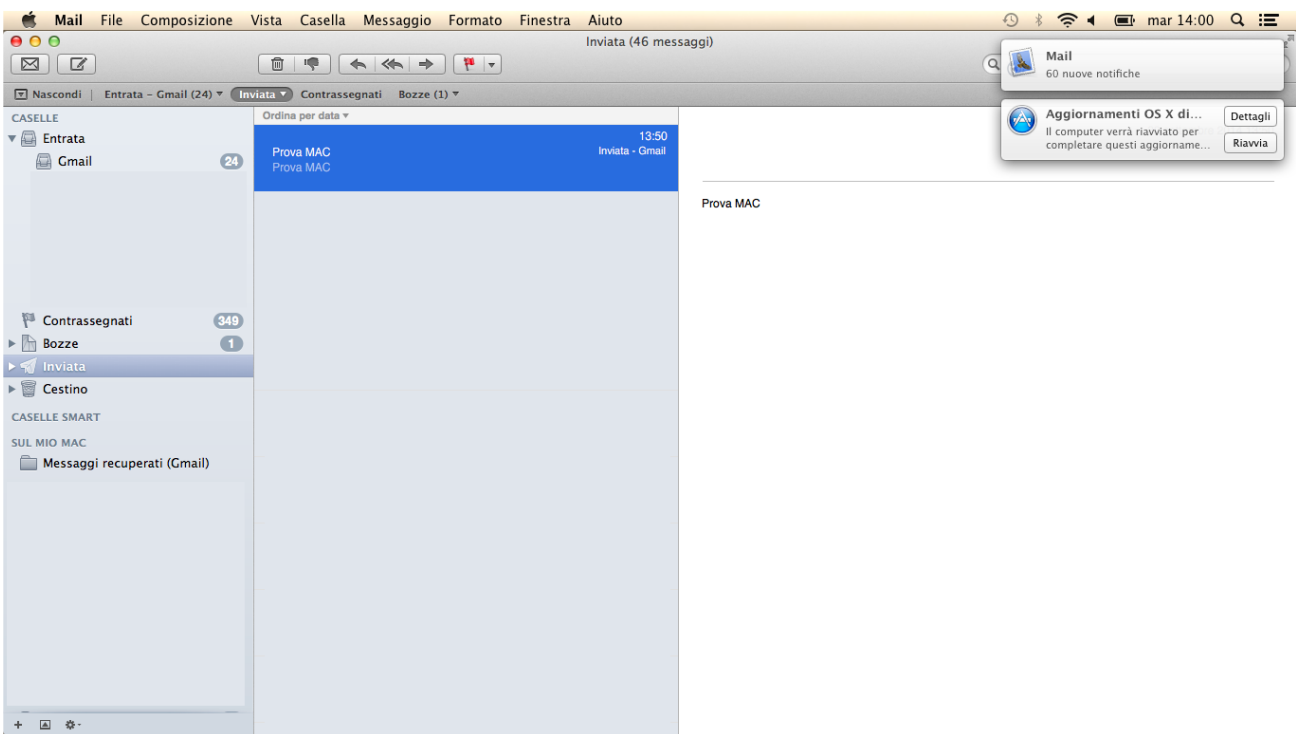 Mail File Composizione Vista Casella Messaggio Formato Finestra Aiuto mar 14:00
Inviata (46 messaggi)
Mail
60 nuove notifiche
Nascondi | Entrata – Gmail (24) Inviata Contrassegnati Bozze (1)
Aggiornamenti OS X di...
Il computer verrà riavviato per
completare questi aggiorname...
Dettagli
Riavvia
CASELLE
Entrata
Gmail 24
Contrassegnati 349
Bozze 1
Inviata
Cestino
CASELLE SMART
SUL MIO MAC
Messaggi recuperati (Gmail)
Ordina per data
13:50
Prova MAC Inviata - Gmail
Prova MAC
Prova MAC